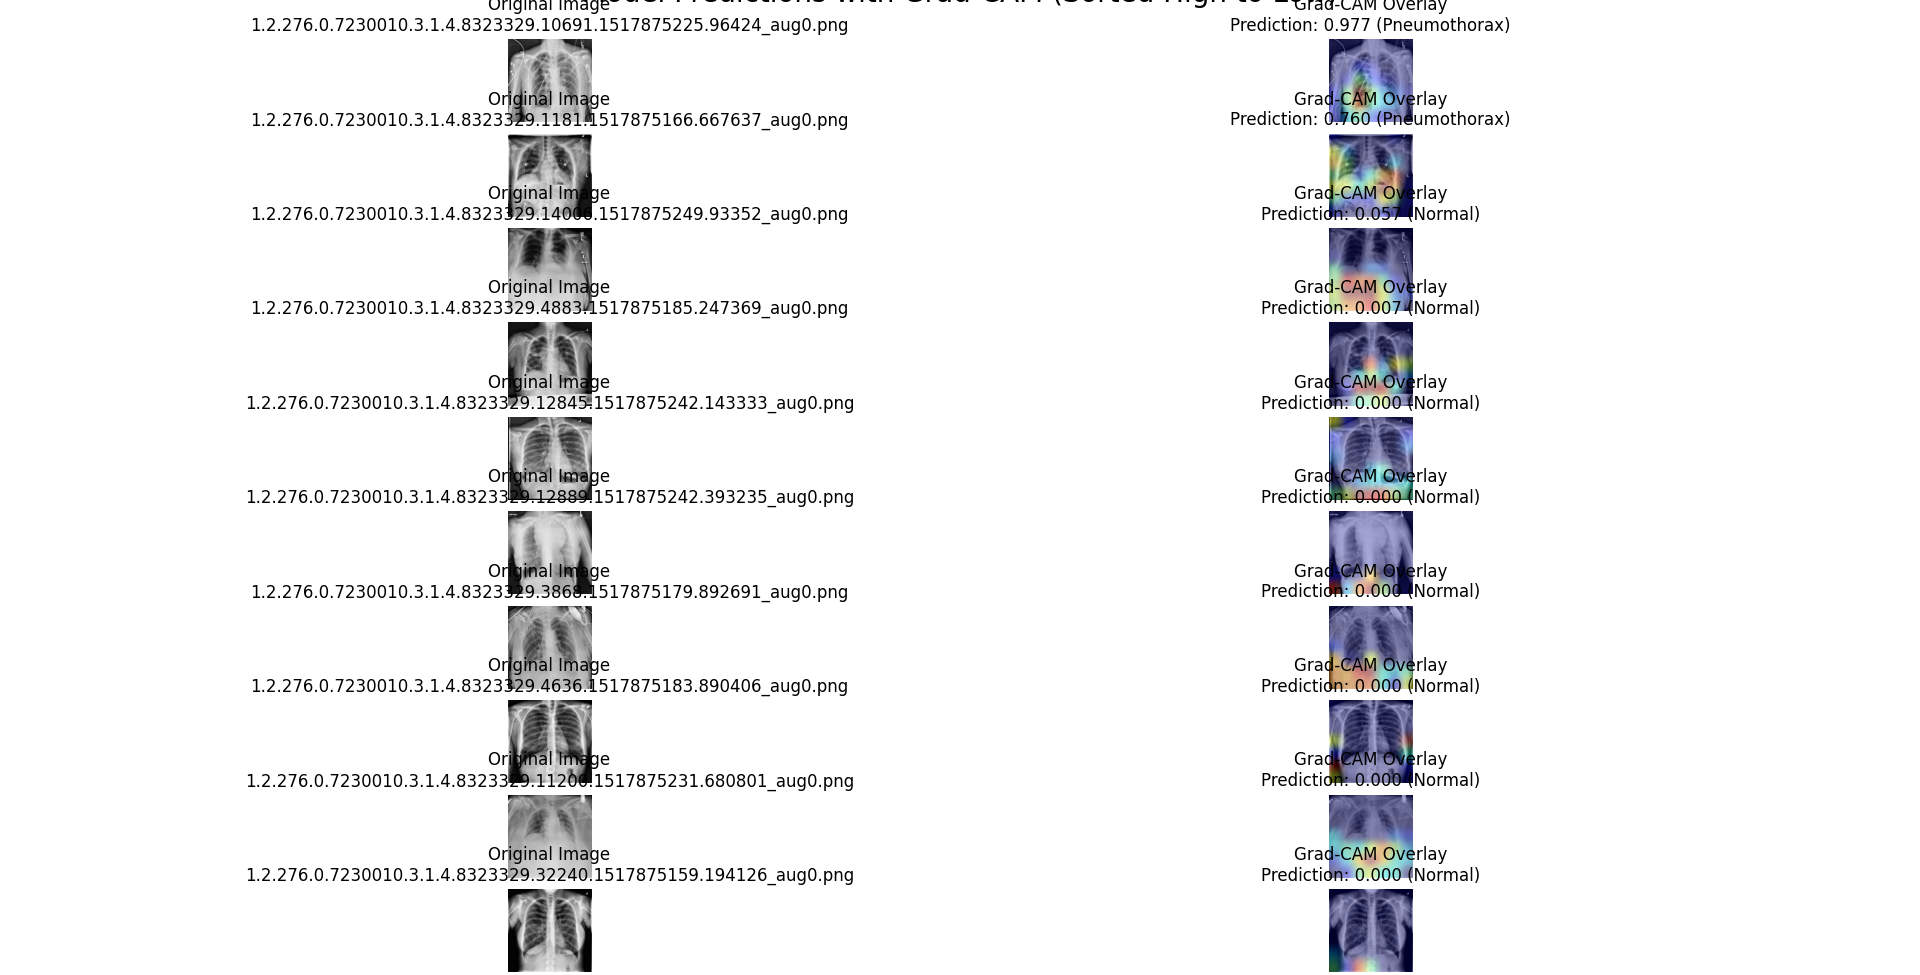 Predictions with Grad-CAM (Sorted High to
Original Image
1.2.276.0.7230010.3.1.4.8323329.10691.1517875225.96424_aug0.png
Grad-CAM Overlay
Prediction: 0.977 (Pneumothorax)
Original Image
1.2.276.0.7230010.3.1.4.8323329.1181.1517875166.667637_aug0.png
Grad-CAM Overlay
Prediction: 0.760 (Pneumothorax)
Original Image
1.2.276.0.7230010.3.1.4.8323329.14006.1517875249.93352_aug0.png
Grad-CAM Overlay
Prediction: 0.057 (Normal)
Original Image
1.2.276.0.7230010.3.1.4.8323329.4883.1517875185.247369_aug0.png
Grad-CAM Overlay
Prediction: 0.007 (Normal)
Original Image
1.2.276.0.7230010.3.1.4.8323329.12845.1517875242.143333_aug0.png
Grad-CAM Overlay
Prediction: 0.000 (Normal)
Original Image
1.2.276.0.7230010.3.1.4.8323329.12889.1517875242.393235_aug0.png
Grad-CAM Overlay
Prediction: 0.000 (Normal)
Original Image
1.2.276.0.7230010.3.1.4.8323329.3868.1517875179.892691_aug0.png
Grad-CAM Overlay
Prediction: 0.000 (Normal)
Original Image
1.2.276.0.7230010.3.1.4.8323329.4636.1517875183.890406_aug0.png
Grad-CAM Overlay
Prediction: 0.000 (Normal)
Original Image
1.2.276.0.7230010.3.1.4.8323329.11200.1517875231.680801_aug0.png
Grad-CAM Overlay
Prediction: 0.000 (Normal)
Original Image
1.2.276.0.7230010.3.1.4.8323329.32240.1517875159.194126_aug0.png
Grad-CAM Overlay
Prediction: 0.000 (Normal)